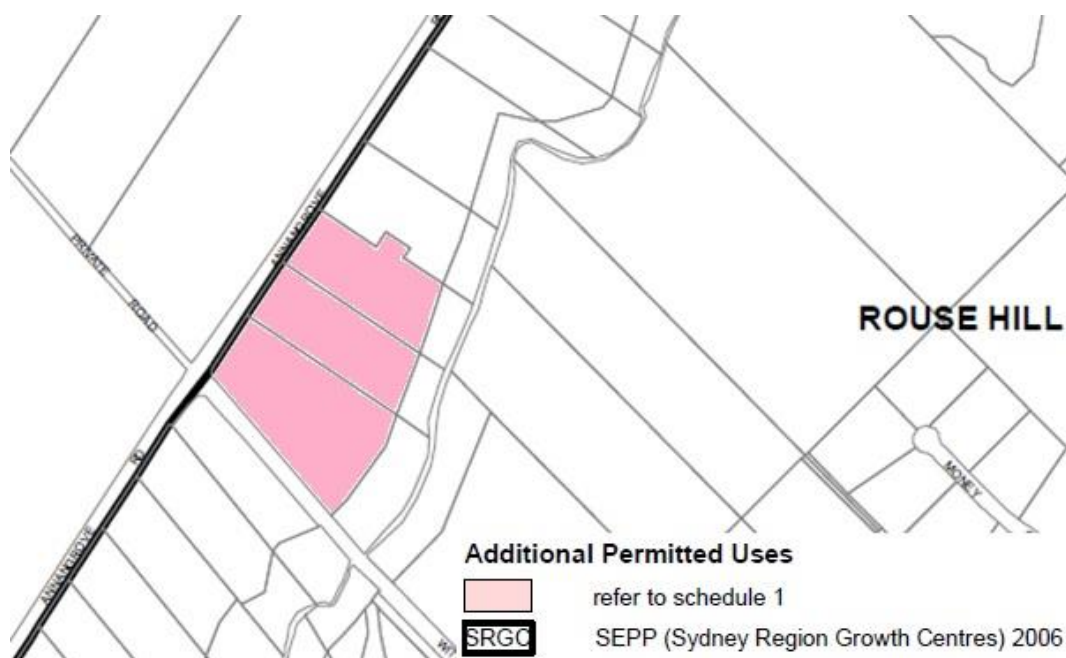 ANNANGROVE
PRIVATE
ROAD
ROUSE HILL
RD
MONEY
ANNANGROVE
Additional Permitted Uses
refer to schedule 1
SRGC SEPP (Sydney Region Growth Centres) 2006